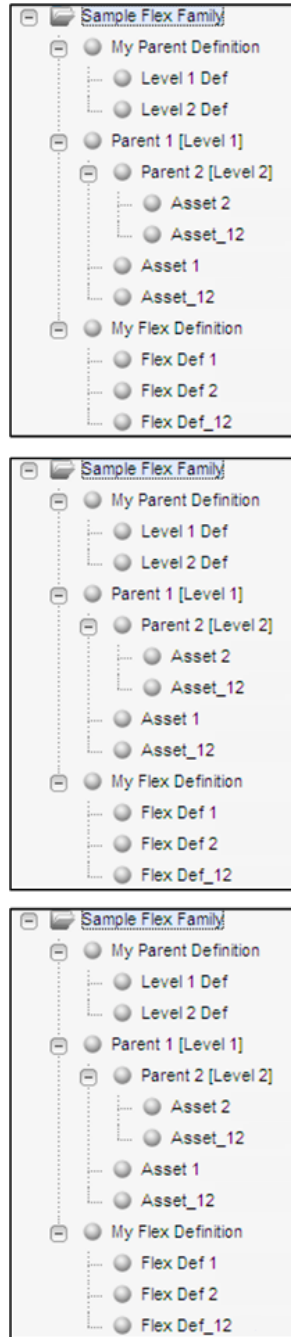 Sample Flex Family
My Parent Definition
Level 1 Def
Level 2 Def
Parent 1 [Level 1]
Parent 2 [Level 2]
Asset 2
Asset_12
Asset 1
Asset_12
My Flex Definition
Flex Def 1
Flex Def 2
Flex Def_12
Sample Flex Family
My Parent Definition
Level 1 Def
Level 2 Def
Parent 1 [Level 1]
Parent 2 [Level 2]
Asset 2
Asset_12
Asset 1
Asset_12
My Flex Definition
Flex Def 1
Flex Def 2
Flex Def_12
Sample Flex Family
My Parent Definition
Level 1 Def
Level 2 Def
Parent 1 [Level 1]
Parent 2 [Level 2]
Asset 2
Asset_12
Asset 1
Asset_12
My Flex Definition
Flex Def 1
Flex Def 2
Flex Def_12